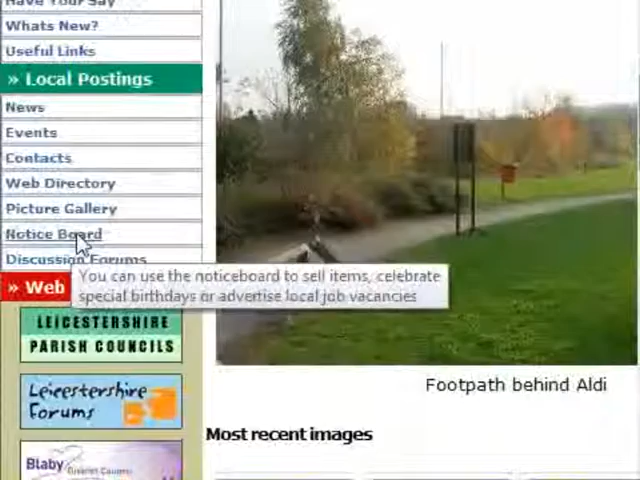 Have Your Say
Whats New?
Useful Links
» Local Postings
News
Events
Contacts
Web Directory
Picture Gallery
Notice Board
Discussion Forums
You can use the noticeboard to sell items, celebrate
special birthdays or advertise local job vacancies
» Web
LEICESTERSHIRE
PARISH COUNCILS
Leicestershire
Forums
Blaby
District Council
Footpath behind Aldi
Most recent images